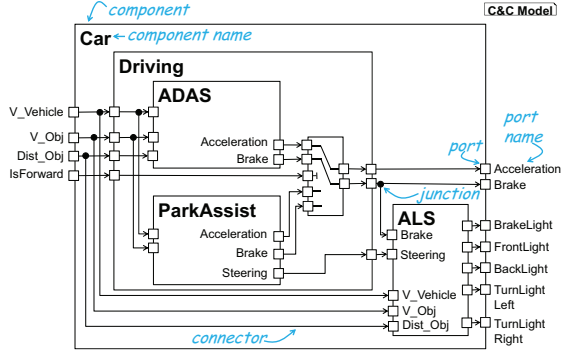 component
C&C Model
Car
component name
Driving
ADAS
V_Vehicle
V_Obj
Dist_Obj
IsForward
Acceleration
Brake
port
port
name
Acceleration
Brake
junction
ParkAssist
Acceleration
Brake
Steering
ALS
Brake
Steering
V_Vehicle
V_Obj
Dist_Obj
BrakeLight
FrontLight
BackLight
TurnLight
Left
TurnLight
Right
connector